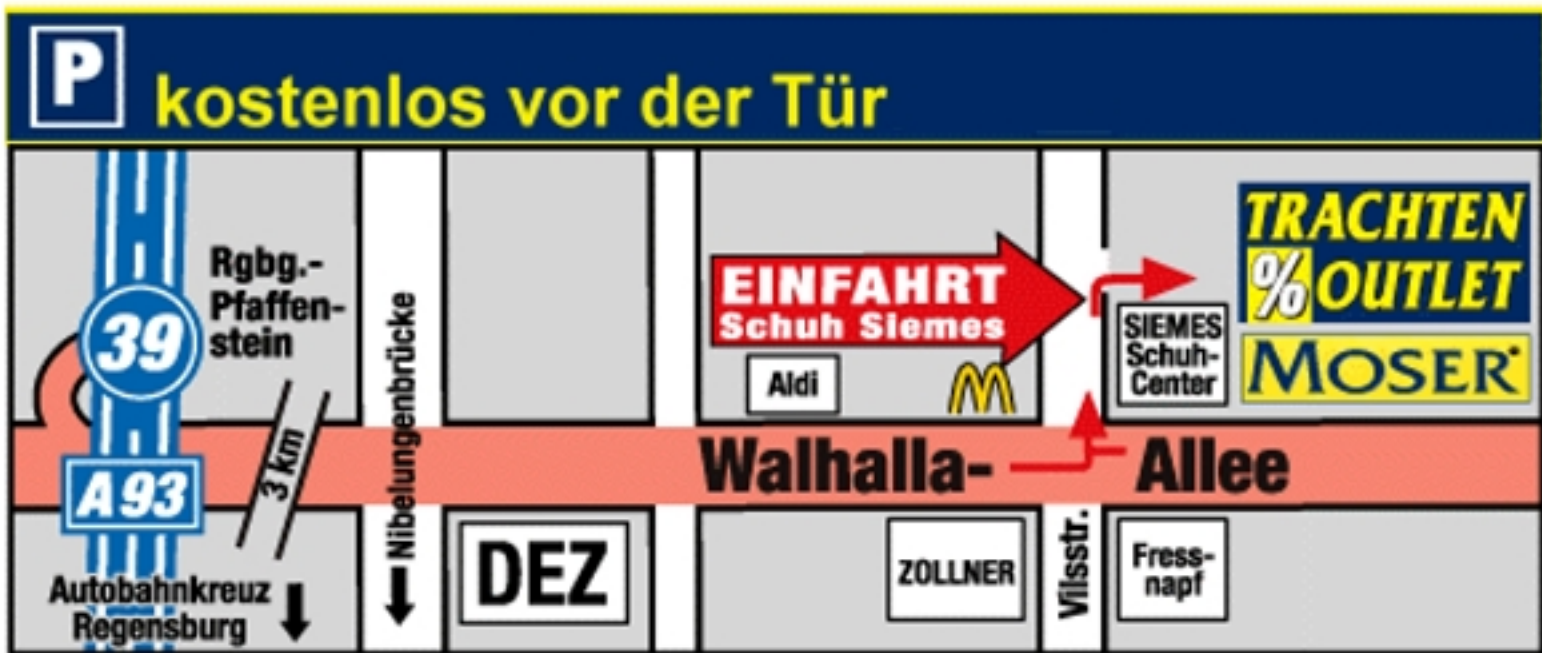 P
kostenlos vor der Tür
39
Rgbg.-
Pfaffen-
stein
A 93
3 km
Autobahnkreuz
Regensburg
Nibelungenbrücke
DEZ
EINFAHRT
Schuh Siemes
Aldi
M
Walhalla- Allee
ZOLLNER
Vilsstr.
Fress-
napf
SIEMES
Schuh-
Center
TRACHTEN
% OUTLET
MOSER